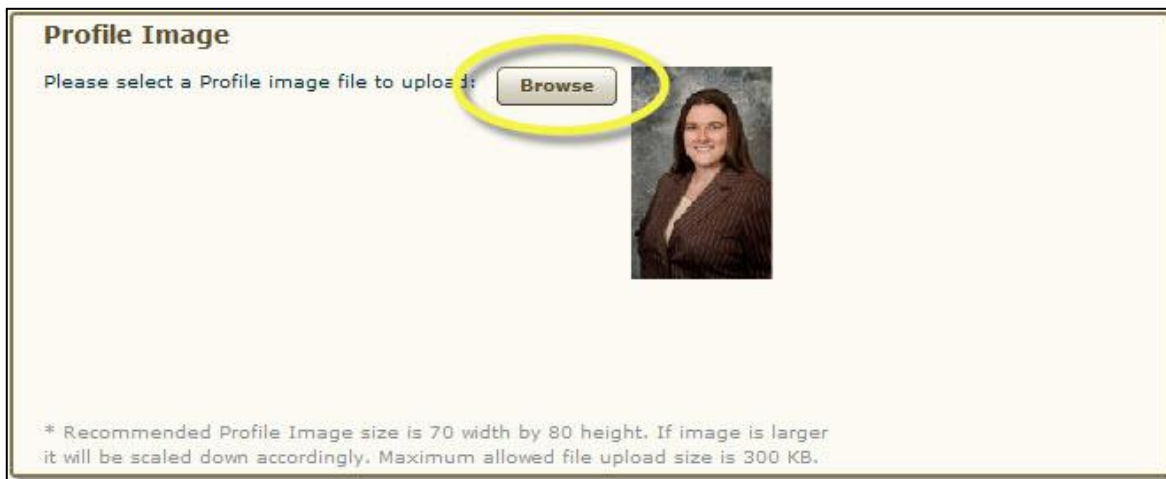 Profile Image
Please select a Profile image file to upload:
Browse
* Recommended Profile Image size is 70 width by 80 height. If image is larger
it will be scaled down accordingly. Maximum allowed file upload size is 300 KB.